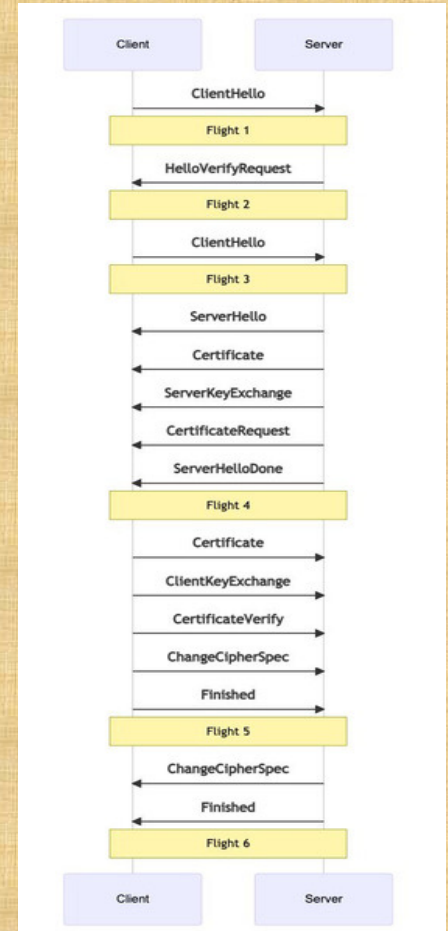 Client Server
ClientHello
Flight 1
HelloVerifyRequest
Flight 2
ClientHello
Flight 3
ServerHello
Certificate
ServerKeyExchange
CertificateRequest
ServerHelloDone
Flight 4
Certificate
ClientKeyExchange
CertificateVerify
ChangeCipherSpec
Finished
Flight 5
ChangeCipherSpec
Finished
Flight 6
Client Server